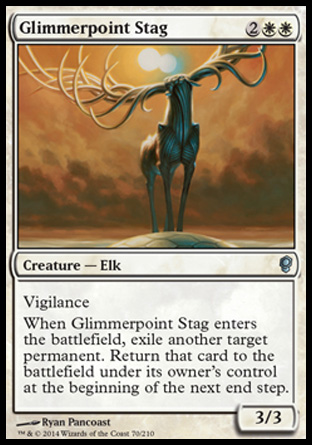 Glimmerpoint Stag 2
Creature — Elk
Vigilance
When Glimmerpoint Stag enters
the battlefield, exile another target
permanent. Return that card to the
battlefield under its owner's control
at the beginning of the next end step.
Ryan Pancoast
™ & © 2014 Wizards of the Coast 70/210
3/3